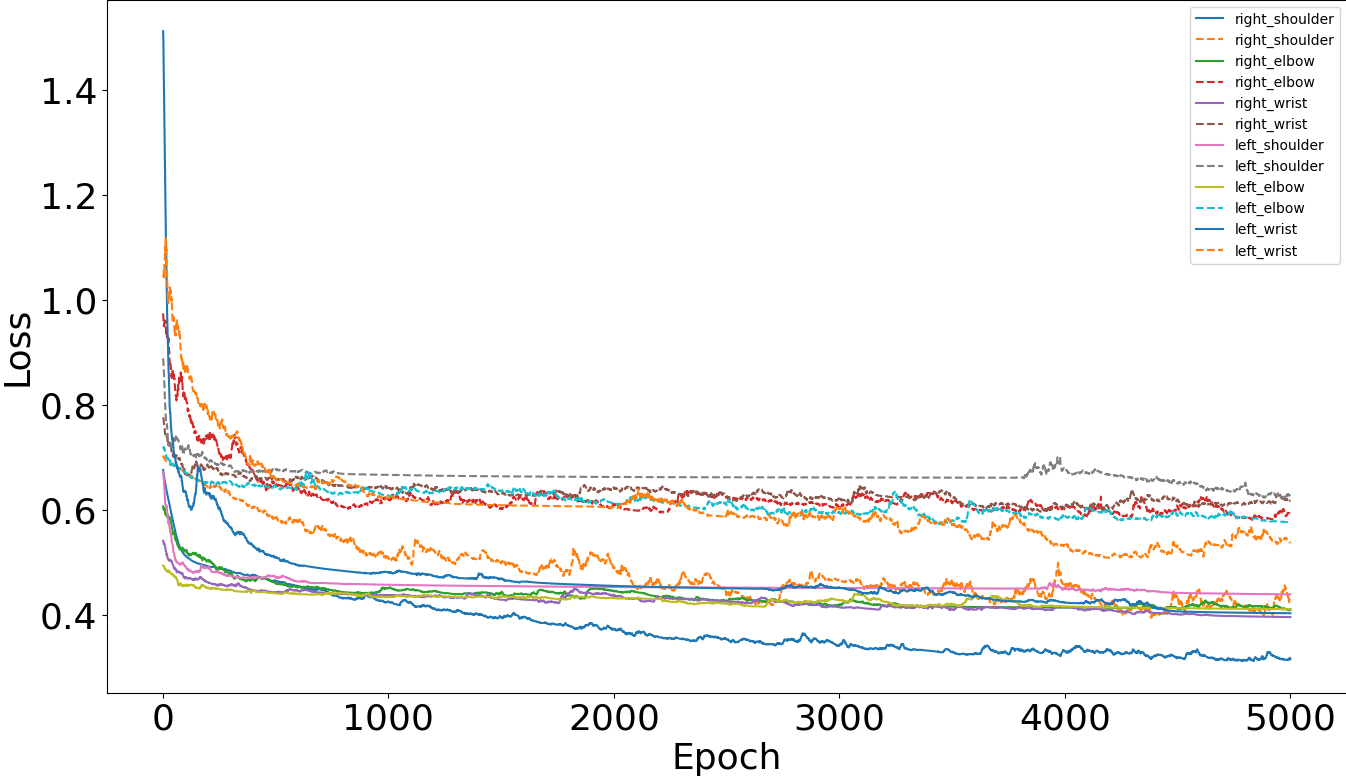 right_shoulder
right_shoulder
right_elbow
right_elbow
right_wrist
right_wrist
left_shoulder
left_shoulder
left_elbow
left_elbow
left_wrist
left_wrist
1.4
1.2
1.0
0.8
0.6
0.4
Loss
0 1000 2000 3000 4000 5000
Epoch